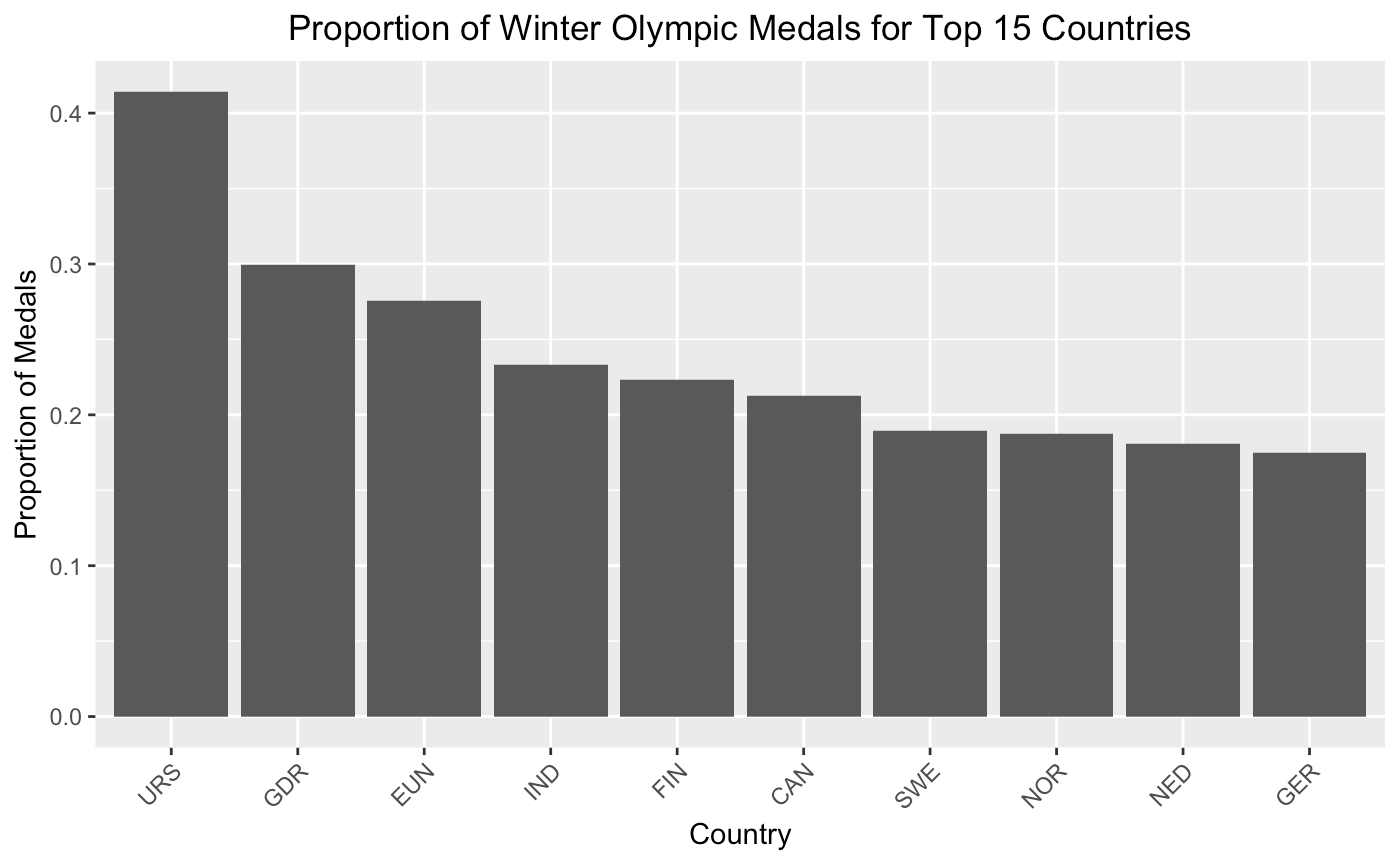 Proportion of Winter Olympic Medals for Top 15 Countries
Proportion of Medals
0.4
0.3
0.2
0.1
0.0
URS
GDR
EUN
IND
FIN
CAN
SWE
NOR
NED
GER
Country